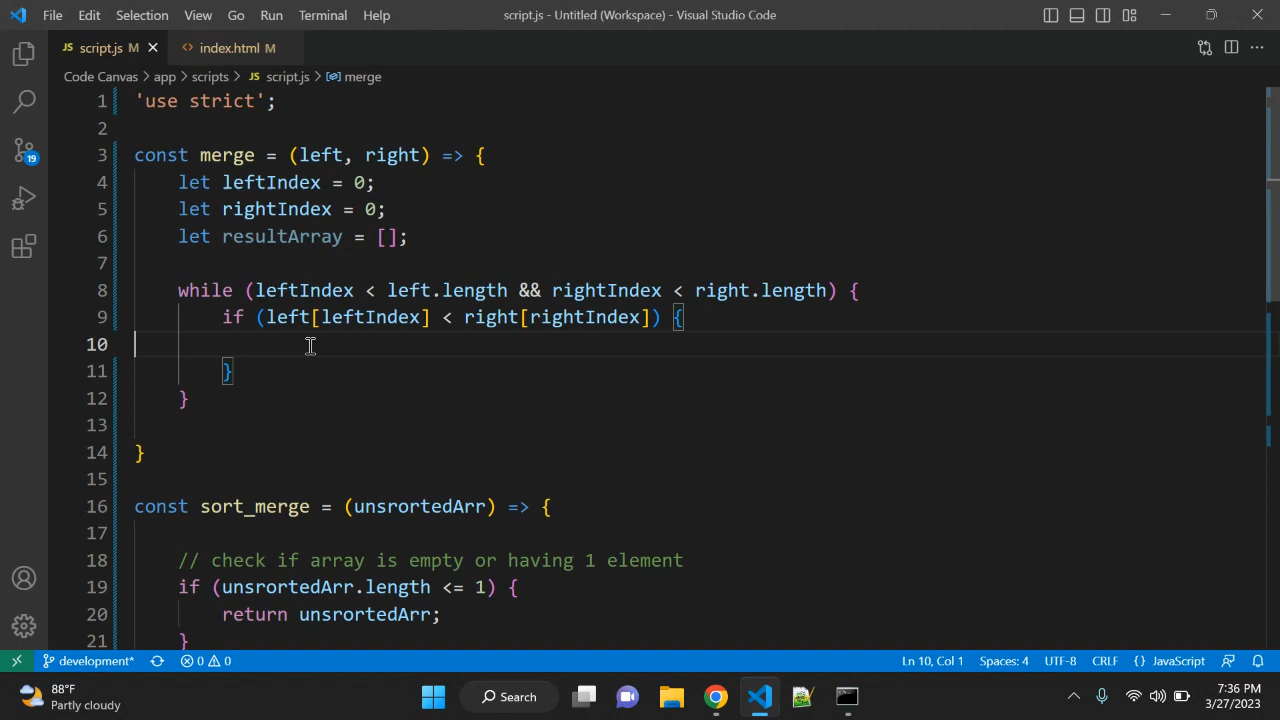 File Edit Selection View Go Run Terminal Help script.js - Untitled (Workspace) - Visual Studio Code
JS script.js M index.html M
Code Canvas > app > scripts > JS script.js > merge
1 'use strict';
2
3 const merge = (left, right) => {
4 let leftIndex = 0;
5 let rightIndex = 0;
6 let resultArray = [];
7
8 while (leftIndex < left.length && rightIndex < right.length) {
9 if (left[leftIndex] < right[rightIndex]) {
10
11 }
12 }
13
14 }
15
16 const sort_merge = (unsrortedArr) => {
17
18 // check if array is empty or having 1 element
19 if (unsrortedArr.length <= 1) {
20 return unsrortedArr;
21 }
19
development* 0 0 Ln 10, Col 1 Spaces: 4 UTF-8 CRLF {} JavaScript
88°F
Partly cloudy
Search
7:36 PM
3/27/2023